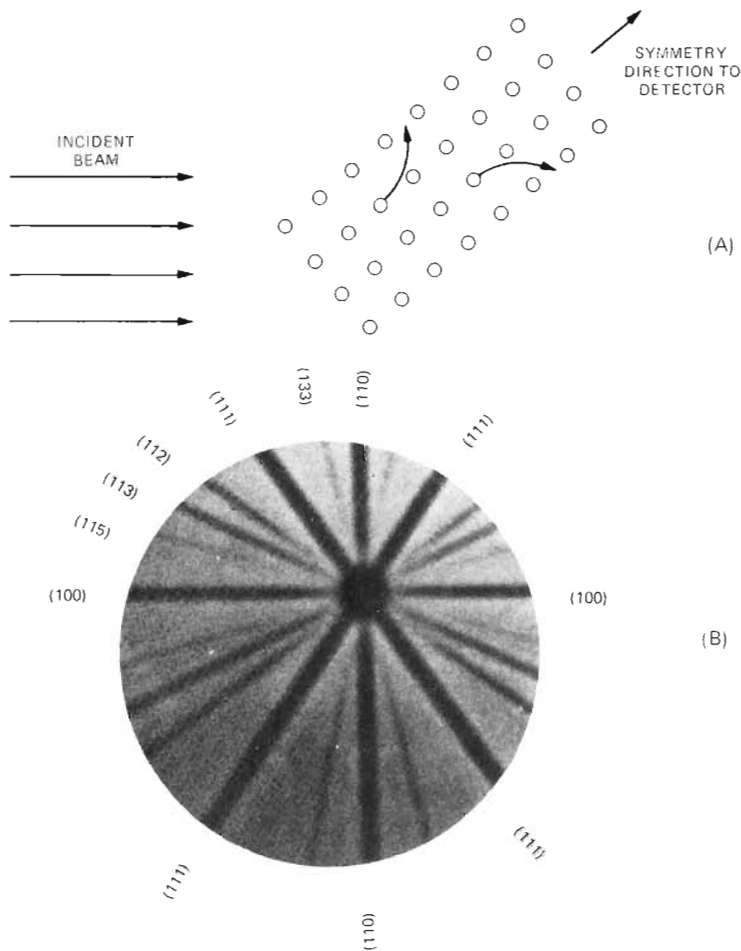 SYMMETRY
DIRECTION TO
DETECTOR
INCIDENT
BEAM
(A)
(133)
(110)
(111)
(111)
(112)
(113)
(115)
(100)
(100)
(B)
(111)
(111)
(110)